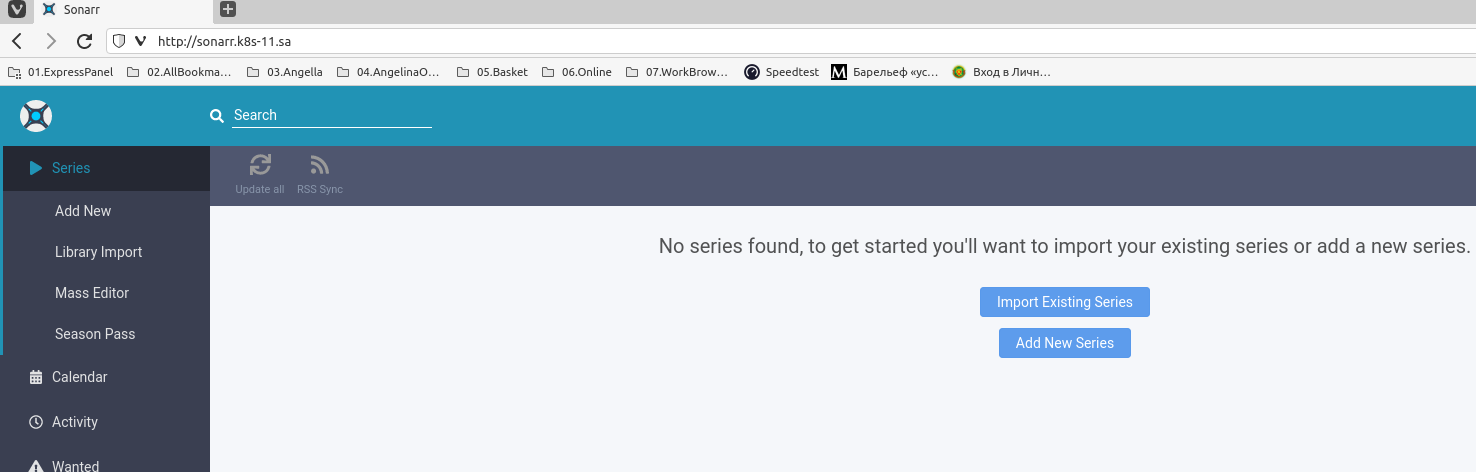 Sonarr
http://sonarr.k8s-11.sa
01.ExpressPanel 02.AllBookma... 03.Angella 04.AngelinaO... 05.Basket 06.Online 07.WorkBrow... Speedtest Барельеф «ус... Вход в Личн...
Search
Series
Update all RSS Sync
Add New
No series found, to get started you'll want to import your existing series or add a new series.
Library Import
Mass Editor
Import Existing Series
Season Pass
Add New Series
Calendar
Activity
Wanted